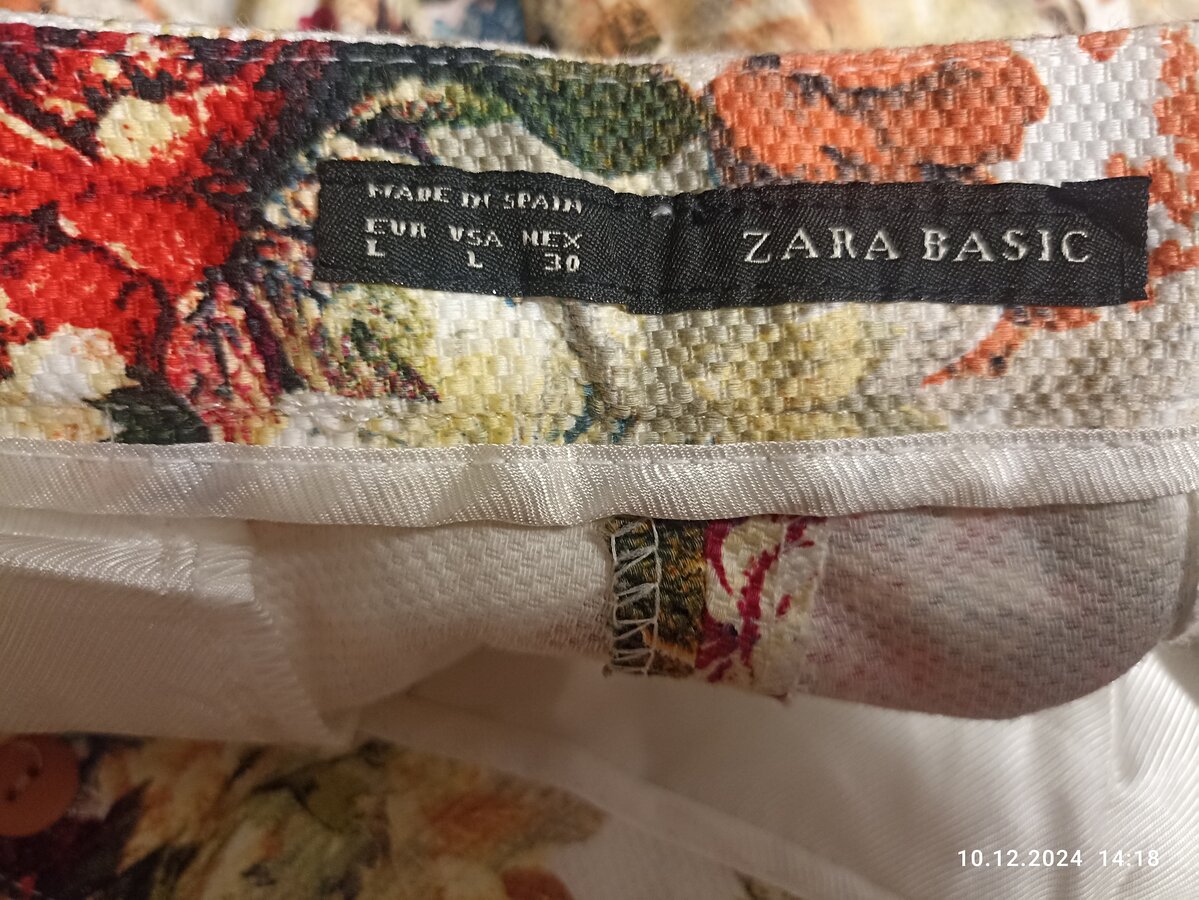 MADE IN SPAIN
EUR USA MEX
L L 30
ZARA BASIC
10.12.2024 14:18